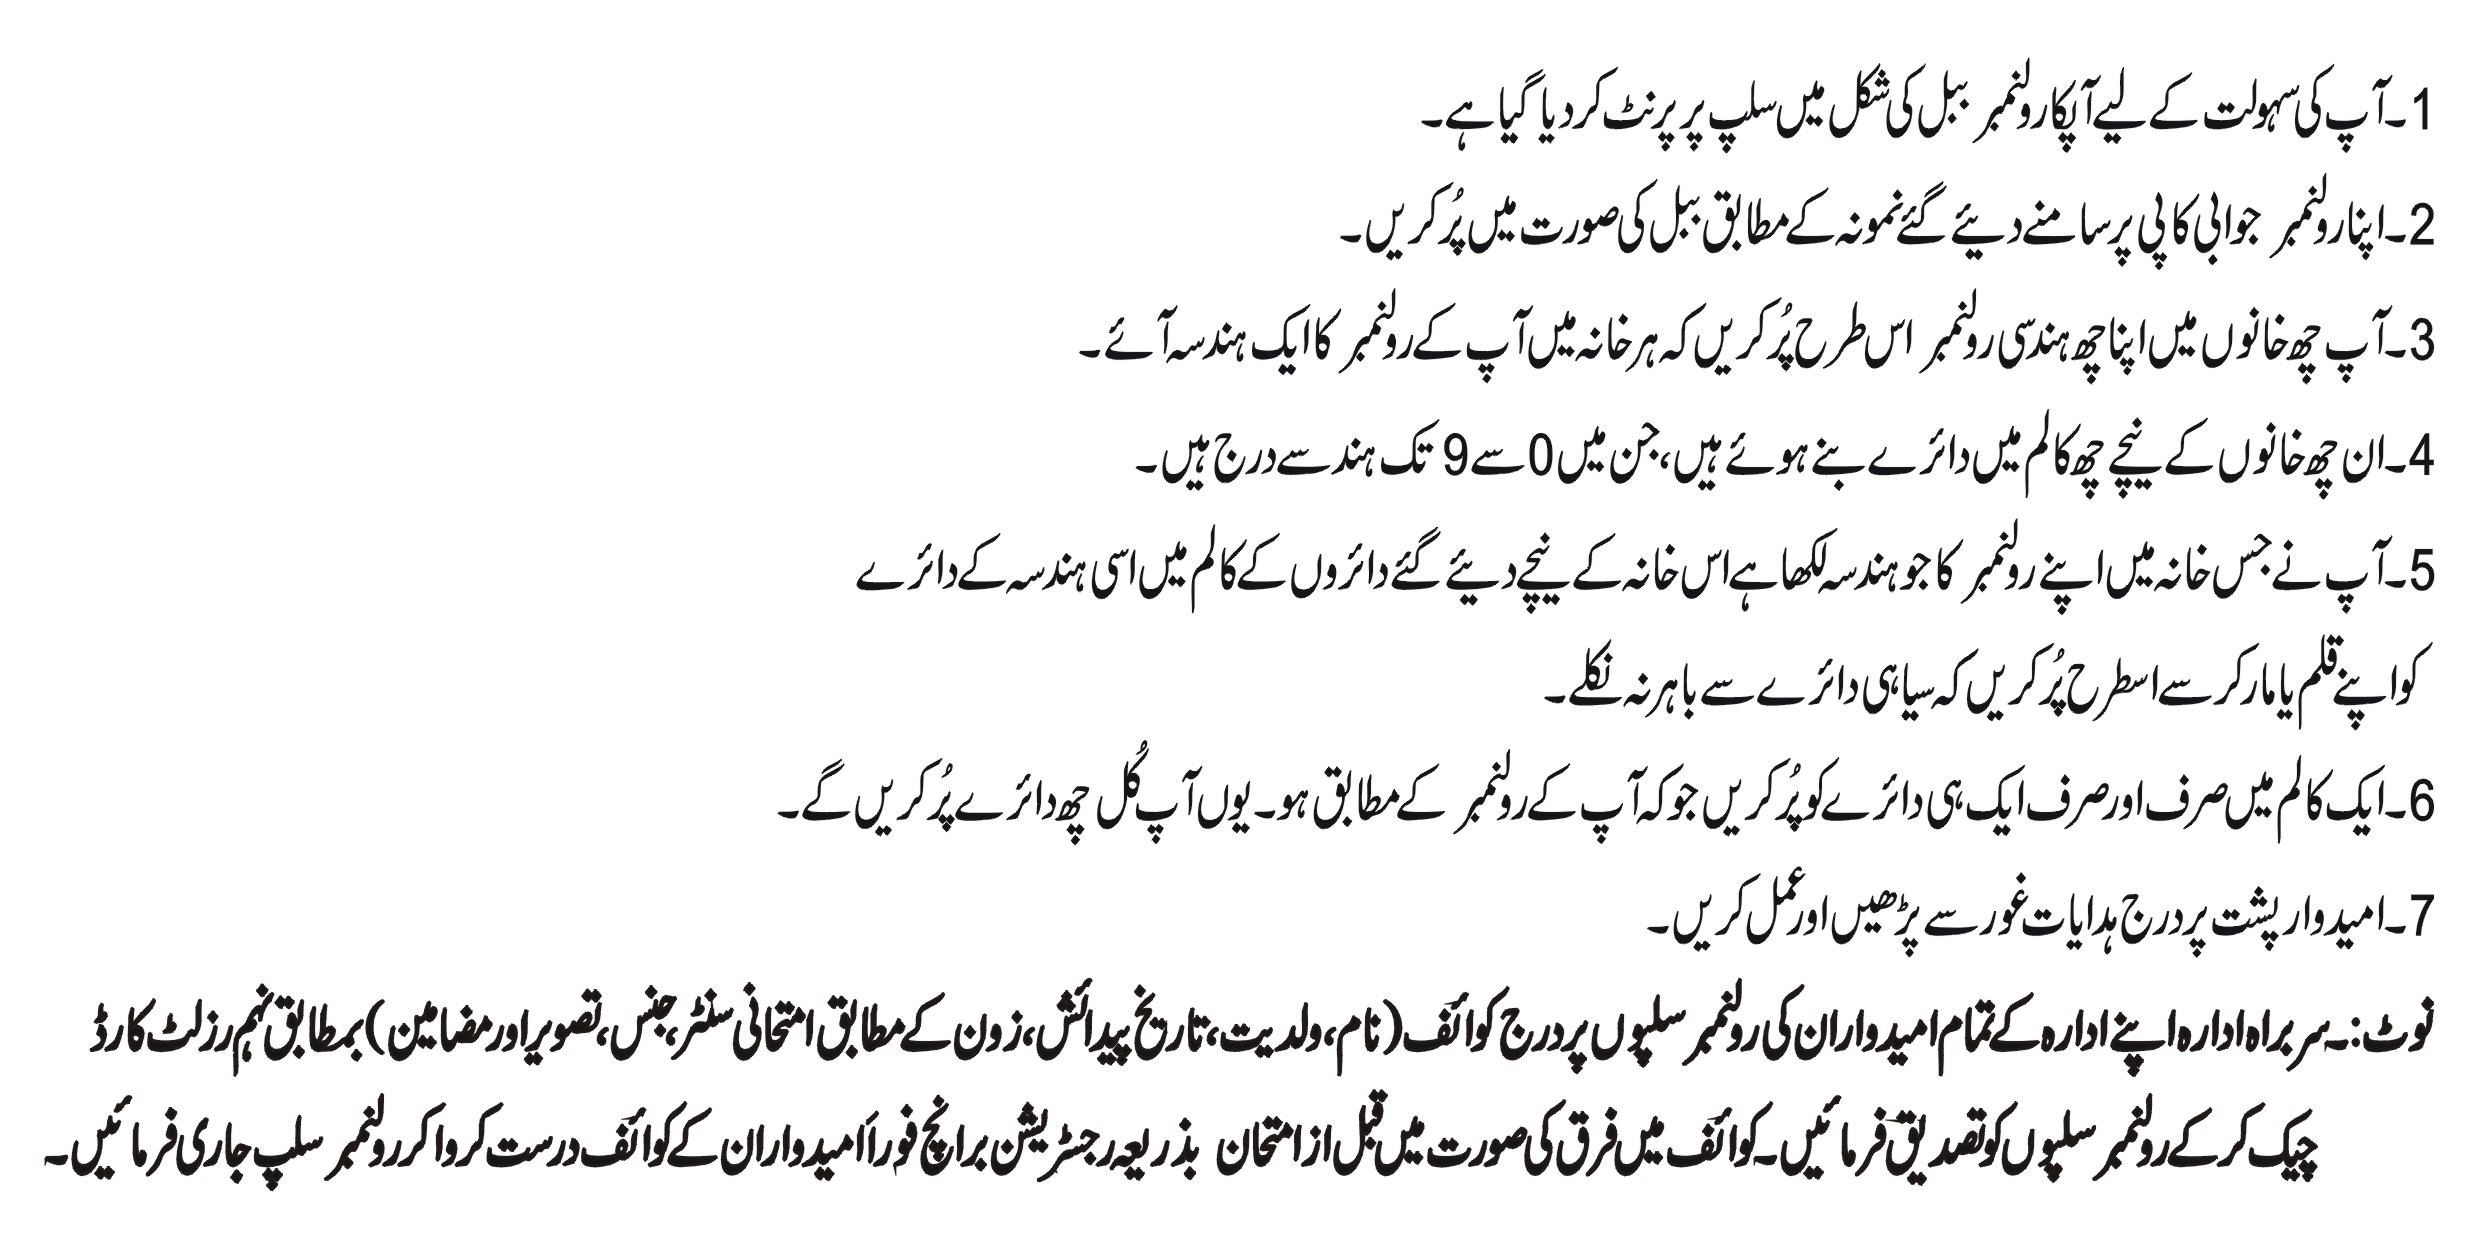 1۔آپ کی سہولت کے لیے آپکا رولنمبر ببل کی شکل میں سلپ پر پرنٹ کر دیا گیا ہے۔
2۔اپنا رولنمبر جوابی کاپی پر سامنے دیئے گئے نمونہ کے مطابق ببل کی صورت میں پُر کریں۔
3۔آپ چھ خانوں میں اپنا چھ ہندسی رولنمبر اس طرح پُر کریں کہ ہر خانہ میں آپ کے رولنمبر کا ایک ہندسہ آئے۔
4۔ان چھ خانوں کے نیچے چھ کالم میں دائرے بنے ہوئے ہیں، جن میں 0 سے 9 تک ہندسے درج ہیں۔
5۔آپ نے جس خانہ میں اپنے رولنمبر کا جو ہندسہ لکھا ہے اس خانہ کے نیچے دیئے گئے دائروں کے کالم میں اسی ہندسہ کے دائرے
کو اپنے قلم یا مارکر سے اسطرح پُر کریں کہ سیاہی دائرے سے باہر نہ نکلے۔
6۔ایک کالم میں صرف اور صرف ایک ہی دائرے کو پُر کریں جو کہ آپ کے رولنمبر کے مطابق ہو۔ یوں آپ کُل چھ دائرے پُر کریں گے۔
7۔امیدوار پشت پر درج ہدایات غور سے پڑھیں اور عمل کریں۔
نوٹ:۔سربراہ ادارہ اپنے ادارہ کے تمام امیدواران کی رولنمبر سلپوں پر درج کوائف (نام، ولدیت، تاریخ پیدائش، زون کے مطابق امتحانی سنٹر، جنس، تصویر اور مضامین) بمطابق نہم رزلٹ کارڈ
چیک کر کے رولنمبر سلپوں کو تصدیق فرمائیں۔کوائف میں فرق کی صورت میں قبل از امتحان بذریعہ رجسٹریشن برانچ فوراً امیدواران کے کوائف درست کروا کر رولنمبر سلپ جاری فرمائیں۔